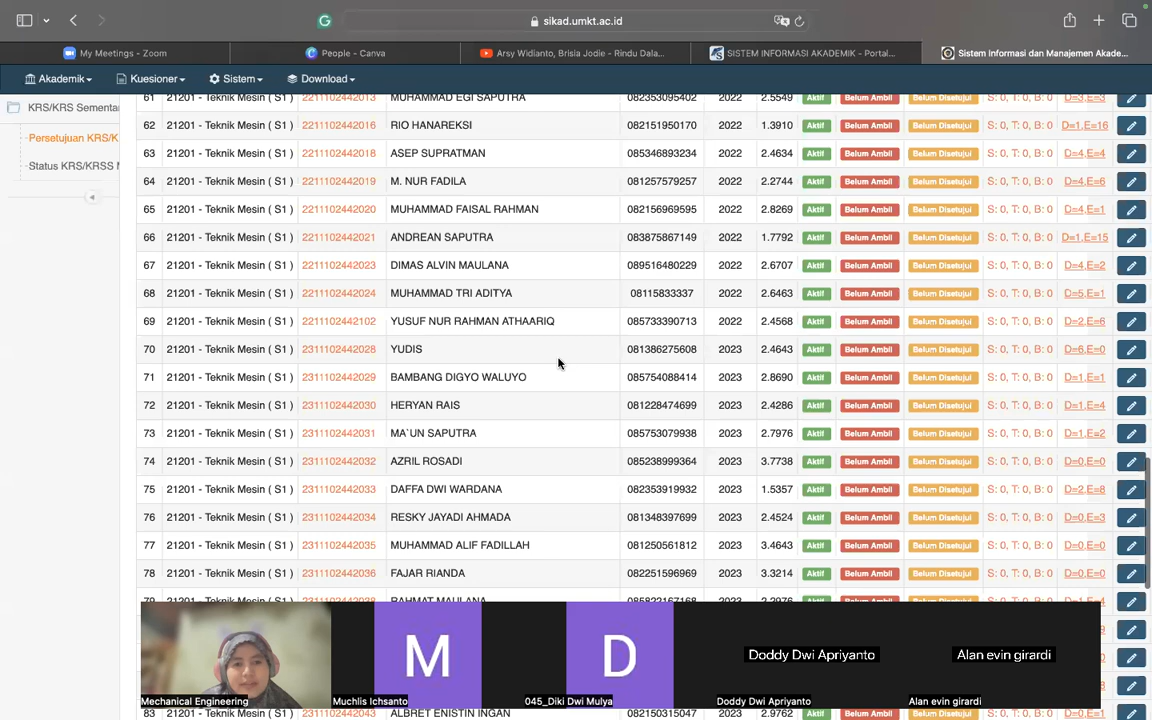 sikad.umkt.ac.id
My Meetings - Zoom
People - Canva
Arsy Widianto, Brisia Jodie - Rindu Dala...
SISTEM INFORMASI AKADEMIK - Portal...
Sistem Informasi dan Manajemen Akade...
Akademik Kuesioner Sistem Download
KRS/KRS Sementar
Persetujuan KRS/K
Status KRS/KRSS M
61 21201 - Teknik Mesin ( S1 ) 2211102442013 MUHAMMAD EGI SAPUTRA 082353095402 2022 2.5549 Aktif Belum Ambil Belum Disetujui S: 0, T: 0, B: 0 D=3,E=3
62 21201 - Teknik Mesin ( S1 ) 2211102442016 RIO HANAREKSI 082151950170 2022 1.3910 Aktif Belum Ambil Belum Disetujui S: 0, T: 0, B: 0 D=1,E=16
63 21201 - Teknik Mesin ( S1 ) 2211102442018 ASEP SUPRATMAN 085346893234 2022 2.4634 Aktif Belum Ambil Belum Disetujui S: 0, T: 0, B: 0 D=4,E=4
64 21201 - Teknik Mesin ( S1 ) 2211102442019 M. NUR FADILA 081257579257 2022 2.2744 Aktif Belum Ambil Belum Disetujui S: 0, T: 0, B: 0 D=4,E=6
65 21201 - Teknik Mesin ( S1 ) 2211102442020 MUHAMMAD FAISAL RAHMAN 082156969595 2022 2.8269 Aktif Belum Ambil Belum Disetujui S: 0, T: 0, B: 0 D=4,E=1
66 21201 - Teknik Mesin ( S1 ) 2211102442021 ANDREAN SAPUTRA 083875867149 2022 1.7792 Aktif Belum Ambil Belum Disetujui S: 0, T: 0, B: 0 D=1,E=15
67 21201 - Teknik Mesin ( S1 ) 2211102442023 DIMAS ALVIN MAULANA 089516480229 2022 2.6707 Aktif Belum Ambil Belum Disetujui S: 0, T: 0, B: 0 D=4,E=2
68 21201 - Teknik Mesin ( S1 ) 2211102442024 MUHAMMAD TRI ADITYA 08115833337 2022 2.6463 Aktif Belum Ambil Belum Disetujui S: 0, T: 0, B: 0 D=5,E=1
69 21201 - Teknik Mesin ( S1 ) 2211102442102 YUSUF NUR RAHMAN ATHAARIQ 085733390713 2022 2.4568 Aktif Belum Ambil Belum Disetujui S: 0, T: 0, B: 0 D=2,E=6
70 21201 - Teknik Mesin ( S1 ) 2311102442028 YUDIS 081386275608 2023 2.4643 Aktif Belum Ambil Belum Disetujui S: 0, T: 0, B: 0 D=6,E=0
71 21201 - Teknik Mesin ( S1 ) 2311102442029 BAMBANG DIGYO WALUYO 085754088414 2023 2.8690 Aktif Belum Ambil Belum Disetujui S: 0, T: 0, B: 0 D=1,E=1
72 21201 - Teknik Mesin ( S1 ) 2311102442030 HERYAN RAIS 081228474699 2023 2.4286 Aktif Belum Ambil Belum Disetujui S: 0, T: 0, B: 0 D=1,E=4
73 21201 - Teknik Mesin ( S1 ) 2311102442031 MA`UN SAPUTRA 085753079938 2023 2.7976 Aktif Belum Ambil Belum Disetujui S: 0, T: 0, B: 0 D=1,E=2
74 21201 - Teknik Mesin ( S1 ) 2311102442032 AZRIL ROSADI 085238999364 2023 3.7738 Aktif Belum Ambil Belum Disetujui S: 0, T: 0, B: 0 D=0,E=0
75 21201 - Teknik Mesin ( S1 ) 2311102442033 DAFFA DWI WARDANA 082353919932 2023 1.5357 Aktif Belum Ambil Belum Disetujui S: 0, T: 0, B: 0 D=2,E=8
76 21201 - Teknik Mesin ( S1 ) 2311102442034 RESKY JAYADI AHMADA 081348397699 2023 2.4524 Aktif Belum Ambil Belum Disetujui S: 0, T: 0, B: 0 D=0,E=3
77 21201 - Teknik Mesin ( S1 ) 2311102442035 MUHAMMAD ALIF FADILLAH 081250561812 2023 3.4643 Aktif Belum Ambil Belum Disetujui S: 0, T: 0, B: 0 D=0,E=0
78 21201 - Teknik Mesin ( S1 ) 2311102442036 FAJAR RIANDA 082251596969 2023 3.3214 Aktif Belum Ambil Belum Disetujui S: 0, T: 0, B: 0 D=0,E=0
M
D
Doddy Dwi Apriyanto
Alan evin girardi
Mechanical Engineering
Muchlis Ichsanto
045_Diki Dwi Mulya
Doddy Dwi Apriyanto
Alan evin girardi
83 21201 - Teknik Mesin ( S1 ) 2311102442043 ALBRET ENISTIN INGAN 082150315047 2023 2.9762